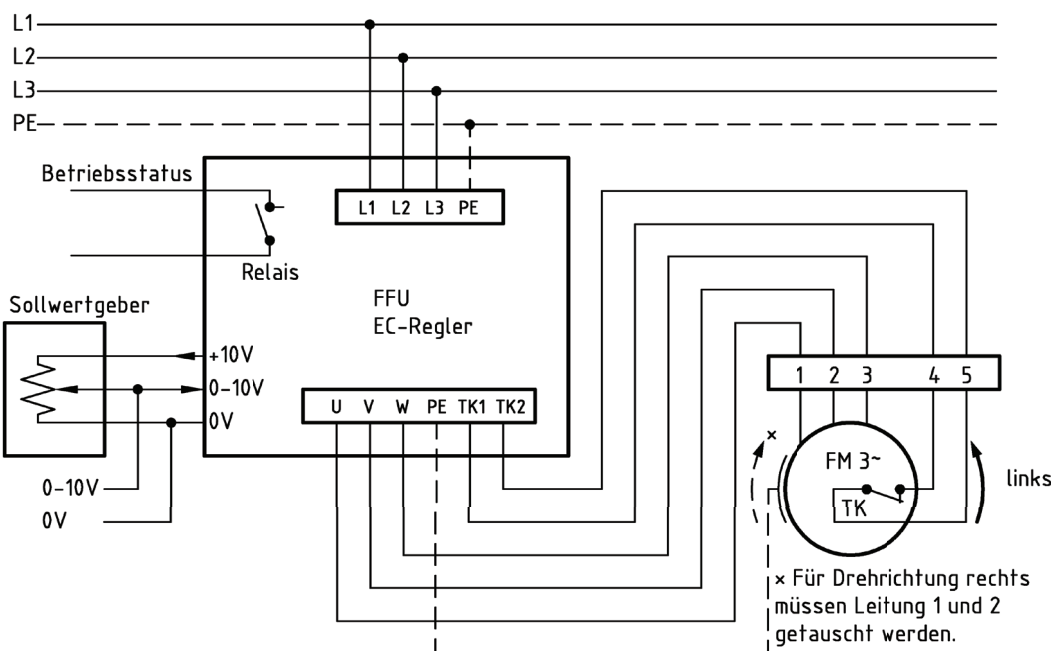 L1
L2
L3
PE
Betriebsstatus
L1 L2 L3 PE
Relais
Sollwertgeber
FFU
EC-Regler
+10V
0-10V
0V
U V W PE TK1 TK2
1 2 3 4 5
×
FM 3~
TK
links
0-10V
0V
× Für Drehrichtung rechts
müssen Leitung 1 und 2
getauscht werden.